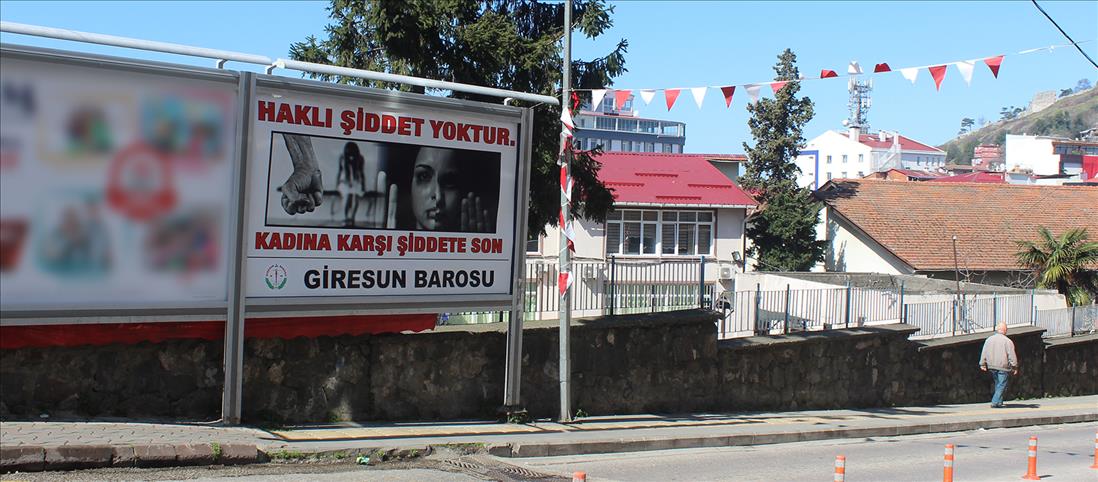 HAKLI ŞİDDET YOKTUR.
KADINA KARŞI ŞİDDETE SON
GİRESUN BAROSU